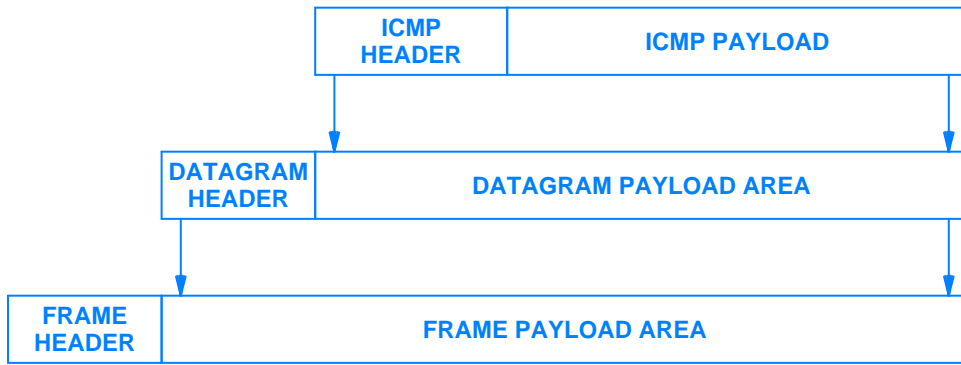 ICMP
HEADER
ICMP PAYLOAD
DATAGRAM
HEADER
DATAGRAM PAYLOAD AREA
FRAME
HEADER
FRAME PAYLOAD AREA